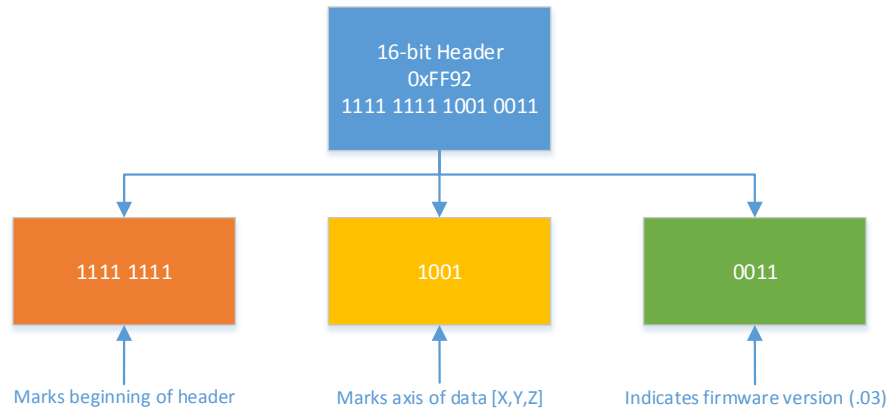 16-bit Header
0xFF92
1111 1111 1001 0011
1111 1111
1001
0011
Marks beginning of header
Marks axis of data [X,Y,Z]
Indicates firmware version (.03)